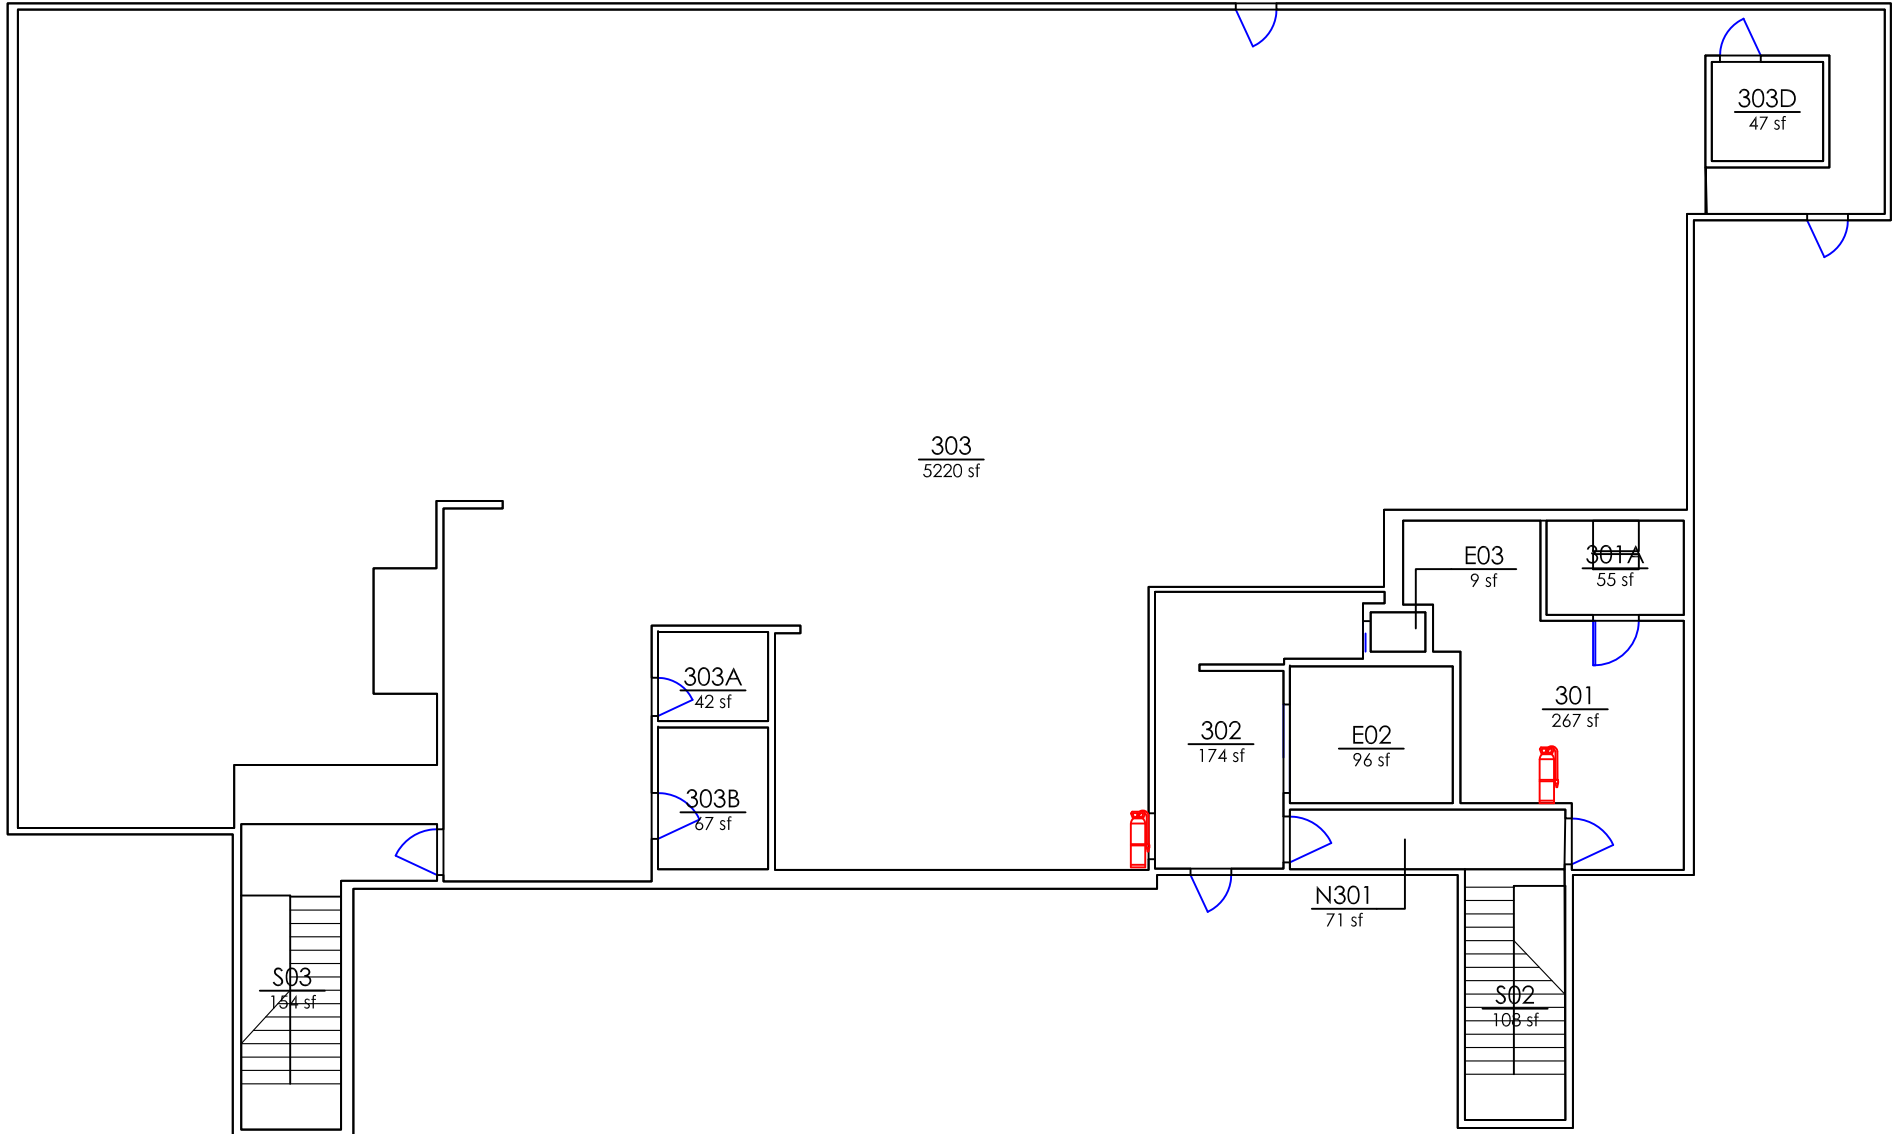 303D
47 sf
303
5220 sf
E03
9 sf
301A
55 sf
303A
42 sf
301
267 sf
302
174 sf
E02
96 sf
303B
67 sf
N301
71 sf
S03
154 sf
S02
108 sf